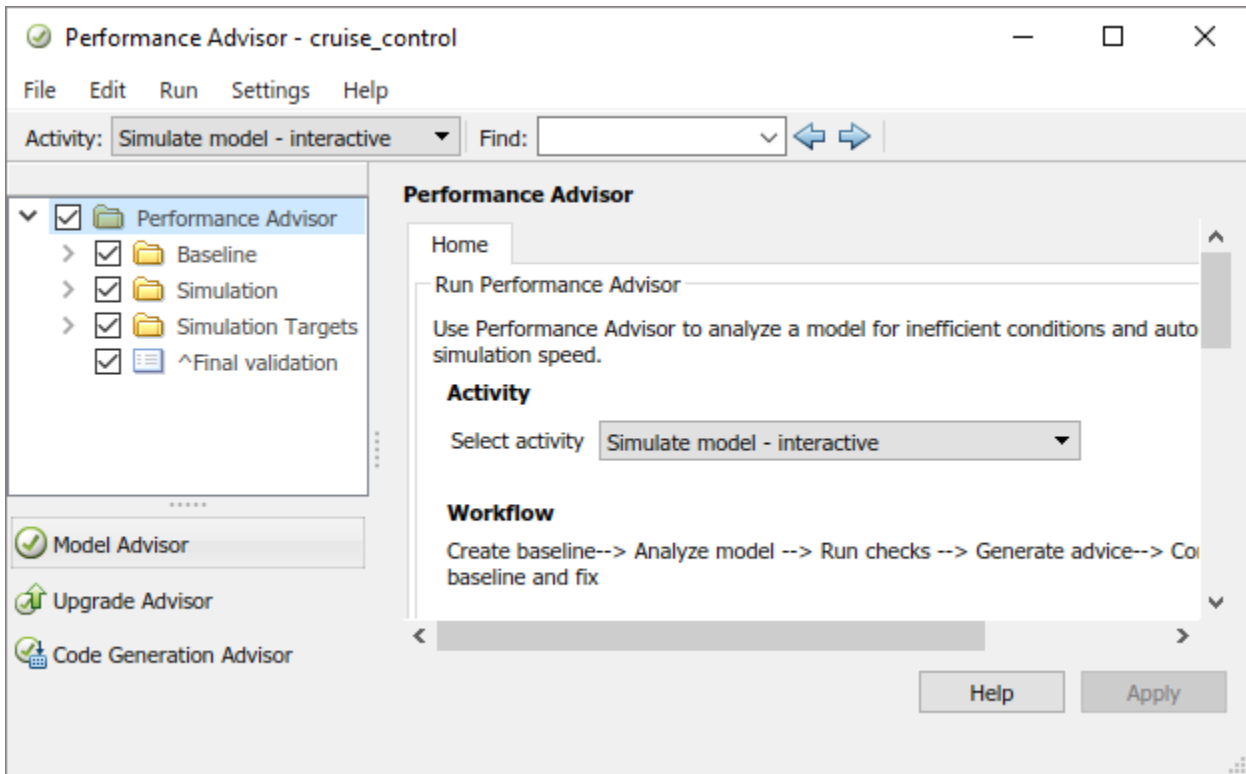 Performance Advisor - cruise_control
File Edit Run Settings Help
Activity: Simulate model - interactive Find:
Performance Advisor
Baseline
Simulation
Simulation Targets
^Final validation
Model Advisor
Upgrade Advisor
Code Generation Advisor
Performance Advisor
Home
Run Performance Advisor
Use Performance Advisor to analyze a model for inefficient conditions and auto
simulation speed.
Activity
Select activity Simulate model - interactive
Workflow
Create baseline--> Analyze model --> Run checks --> Generate advice-->
baseline and fix
Help Apply